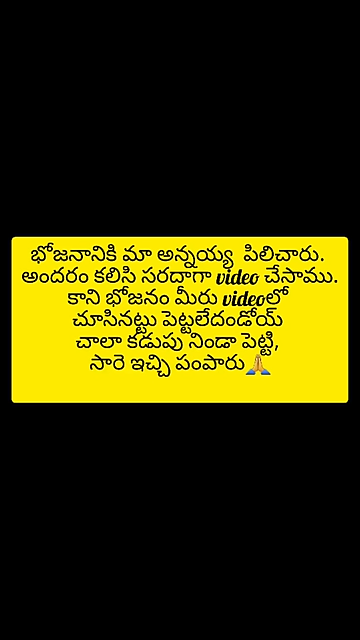 భోజనానికి మా అన్నయ్య పిలిచారు.
అందరం కలిసి సరదాగా video చేసాము.
కాని భోజనం మీరు videoలో
చూసినట్టు పెట్టలేదండోయ్
చాలా కడుపు నిండా పెట్టి,
సారె ఇచ్చి పంపారు🙏